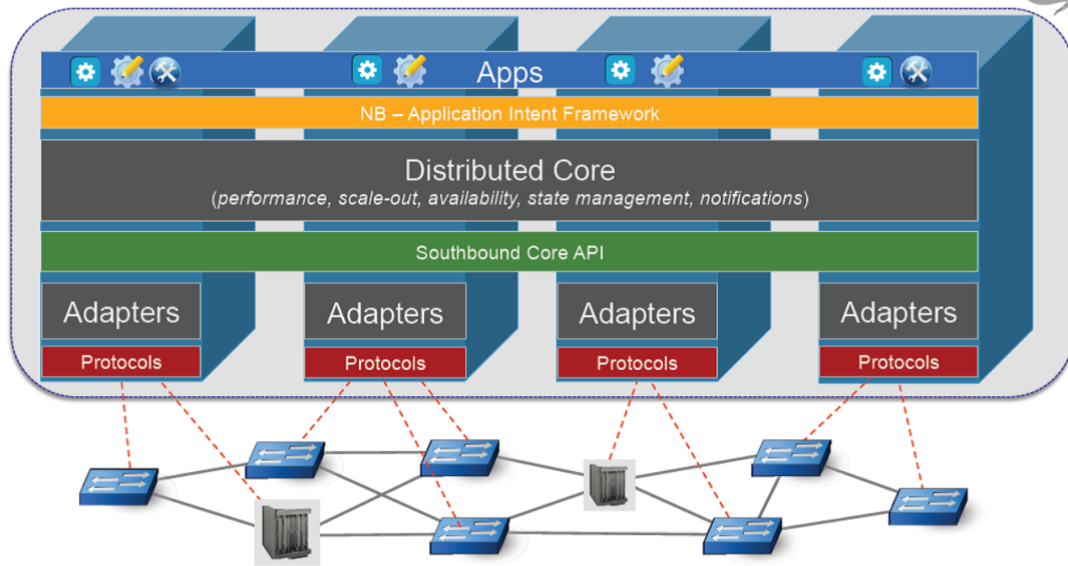 Apps
NB – Application Intent Framework
Distributed Core
(performance, scale-out, availability, state management, notifications)
Southbound Core API
Adapters
Adapters
Adapters
Adapters
Protocols
Protocols
Protocols
Protocols